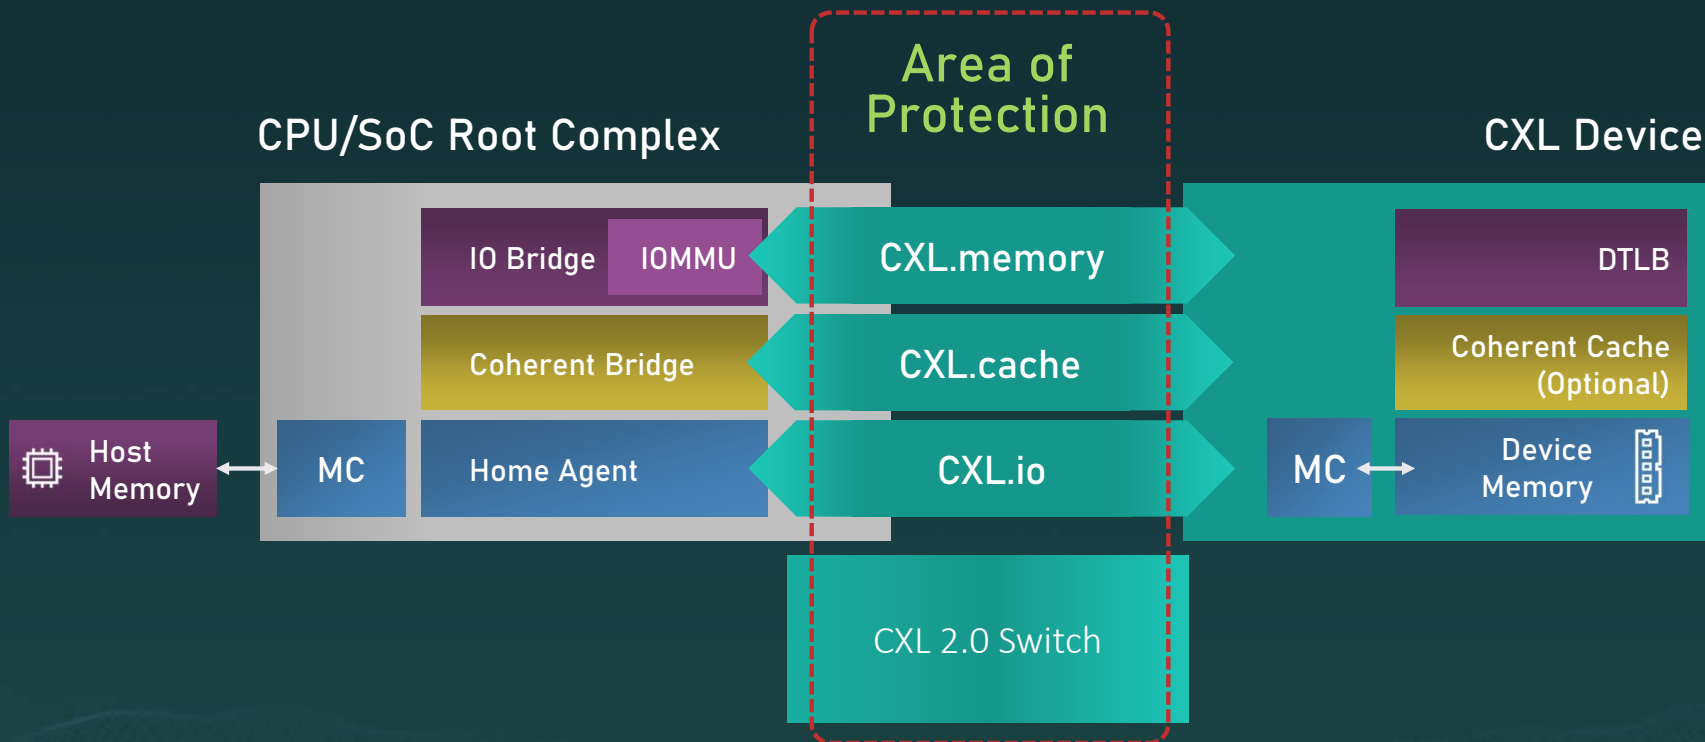 Area of
Protection
CPU/SoC Root Complex
CXL Device
IO Bridge
IOMMU
CXL.memory
DTLB
Coherent Bridge
CXL.cache
Coherent Cache
(Optional)
Host
Memory
MC
Home Agent
CXL.io
MC
Device
Memory
CXL 2.0 Switch